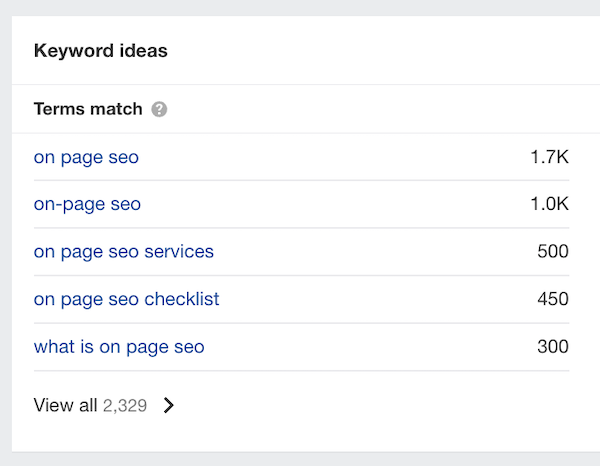 Keyword ideas
Terms match ?
on page seo 1.7K
on-page seo 1.0K
on page seo services 500
on page seo checklist 450
what is on page seo 300
View all 2,329